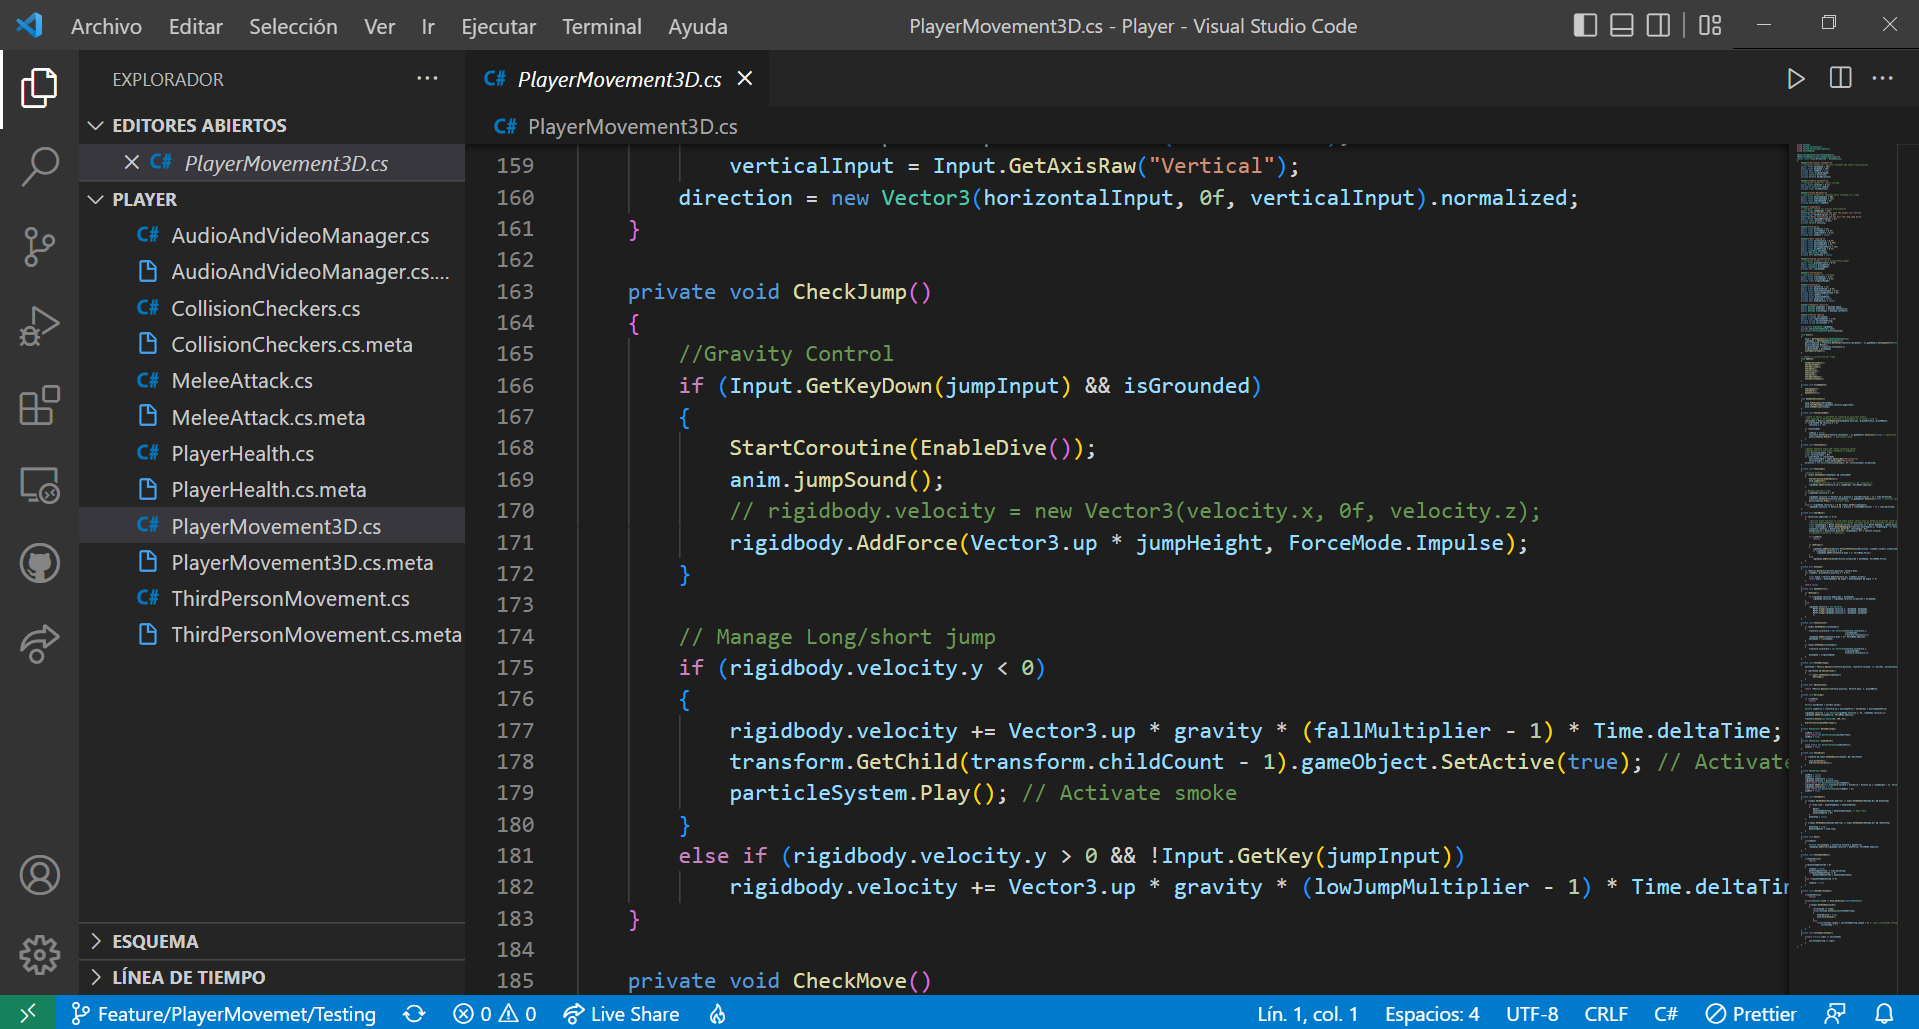 Archivo Editar Selección Ver Ir Ejecutar Terminal Ayuda PlayerMovement3D.cs - Player - Visual Studio Code
EXPLORADOR
EDITORES ABIERTOS
C# PlayerMovement3D.cs
PLAYER
C# AudioAndVideoManager.cs
AudioAndVideoManager.cs....
C# CollisionCheckers.cs
CollisionCheckers.cs.meta
C# MeleeAttack.cs
MeleeAttack.cs.meta
C# PlayerHealth.cs
PlayerHealth.cs.meta
C# PlayerMovement3D.cs
PlayerMovement3D.cs.meta
C# ThirdPersonMovement.cs
ThirdPersonMovement.cs.meta
ESQUEMA
LÍNEA DE TIEMPO
C# PlayerMovement3D.cs
C# PlayerMovement3D.cs
159 verticalInput = Input.GetAxisRaw("Vertical");
160 direction = new Vector3(horizontalInput, 0f, verticalInput).normalized;
161 }
162
163 private void CheckJump()
164 {
165 //Gravity Control
166 if (Input.GetKeyDown(jumpInput) && isGrounded)
167 {
168 StartCoroutine(EnableDive());
169 anim.jumpSound();
170 // rigidbody.velocity = new Vector3(velocity.x, 0f, velocity.z);
171 rigidbody.AddForce(Vector3.up * jumpHeight, ForceMode.Impulse);
172 }
173
174 // Manage Long/short jump
175 if (rigidbody.velocity.y < 0)
176 {
177 rigidbody.velocity += Vector3.up * gravity * (fallMultiplier - 1) * Time.deltaTime;
178 transform.GetChild(transform.childCount - 1).gameObject.SetActive(true); // Activate
179 particleSystem.Play(); // Activate smoke
180 }
181 else if (rigidbody.velocity.y > 0 && !Input.GetKey(jumpInput))
182 rigidbody.velocity += Vector3.up * gravity * (lowJumpMultiplier - 1) * Time.deltaTim
183 }
184
185 private void CheckMove()
Feature/PlayerMovemet/Testing 0 0 Live Share Lín. 1, col. 1 Espacios: 4 UTF-8 CRLF C# Prettier